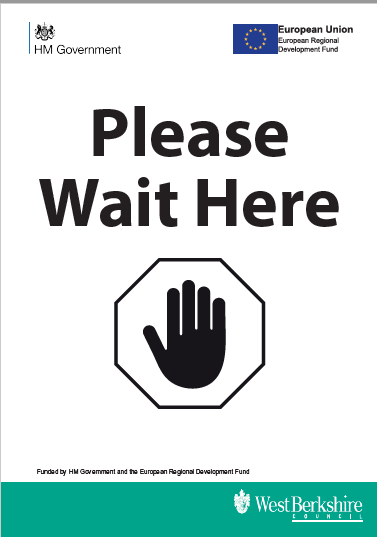 HM Government
European Union
European Regional
Development Fund
Please
Wait Here
Funded by HM Government and the European Regional Development Fund
West Berkshire
COUNCIL